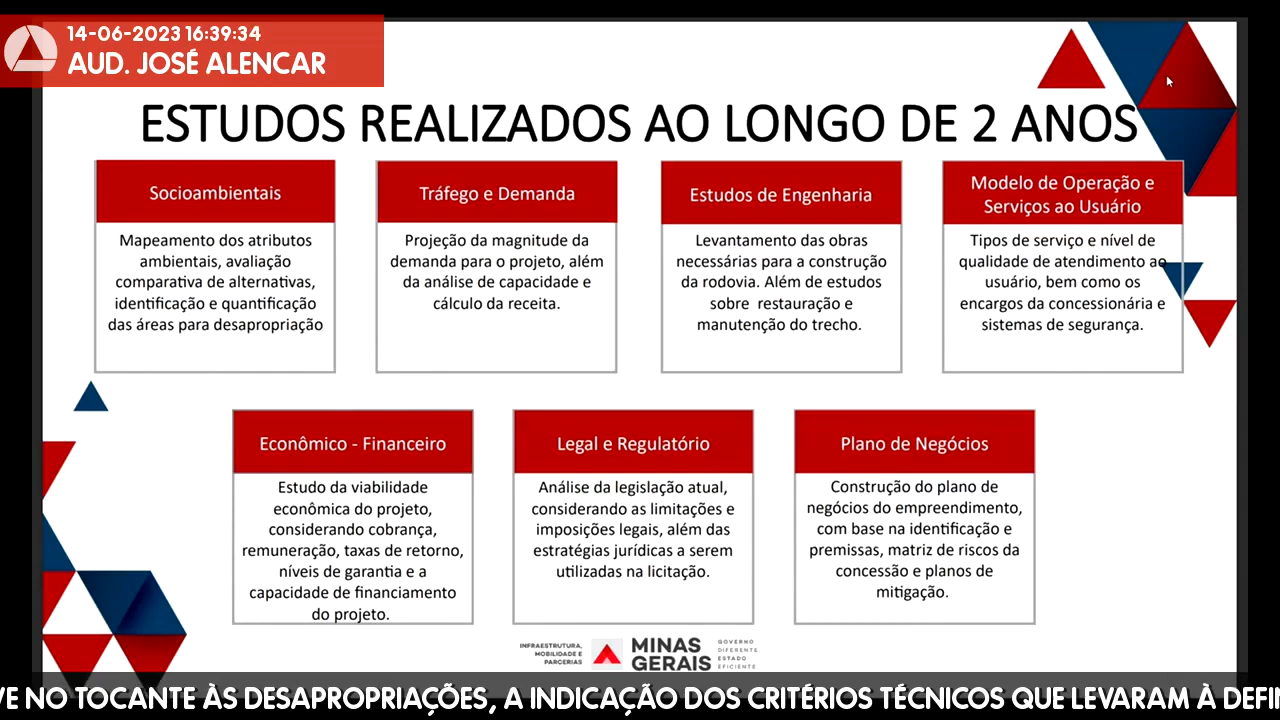 14-06-2023 16:39:34
AUD. JOSÉ ALENCAR
ESTUDOS REALIZADOS AO LONGO DE 2 ANOS
Socioambientais
Mapeamento dos atributos
ambientais, avaliação
comparativa de alternativas,
identificação e quantificação
das áreas para desapropriação
Tráfego e Demanda
Projeção da magnitude da
demanda para o projeto, além
da análise de capacidade e
cálculo da receita.
Estudos de Engenharia
Levantamento das obras
necessárias para a construção
da rodovia. Além de estudos
sobre restauração e
manutenção do trecho.
Modelo de Operação e
Serviços ao Usuário
Tipos de serviço e nível de
qualidade de atendimento ao
usuário, bem como os
encargos da concessionária e
sistemas de segurança.
Econômico - Financeiro
Estudo da viabilidade
econômica do projeto,
considerando cobrança,
remuneração, taxas de retorno,
níveis de garantia e a
capacidade de financiamento
do projeto.
Legal e Regulatório
Análise da legislação atual,
considerando as limitações e
imposições legais, além das
estratégias jurídicas a serem
utilizadas na licitação.
Plano de Negócios
Construção do plano de
negócios do empreendimento,
com base na identificação e
premissas, matriz de riscos da
concessão e planos de
mitigação.
INFRAESTRUTURA,
MOBILIDADE E
PARCERIAS
MINAS
GERAIS
GOVERNO
DIFERENTE.
ESTADO
EFICIENTE.
VE NO TOCANTE ÀS DESAPROPRIAÇÕES, A INDICAÇÃO DOS CRITÉRIOS TÉCNICOS QUE LEVARAM À DEFIN